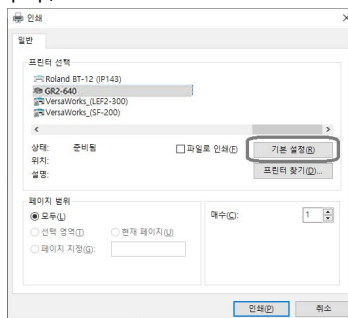 인쇄
일반
프린터 선택
Roland BT-12 (IP143)
GR2-640
VersaWorks_(LEF2-300)
VersaWorks_(SF-200)
상태: 준비됨
파일로 인쇄(F)
기본 설정(R)
위치:
설명:
프린터 찾기(D)...
페이지 범위
모두(L)
선택 영역(T) 현재 페이지(U)
페이지 지정(G):
매수(C): 1
인쇄(P) 취소